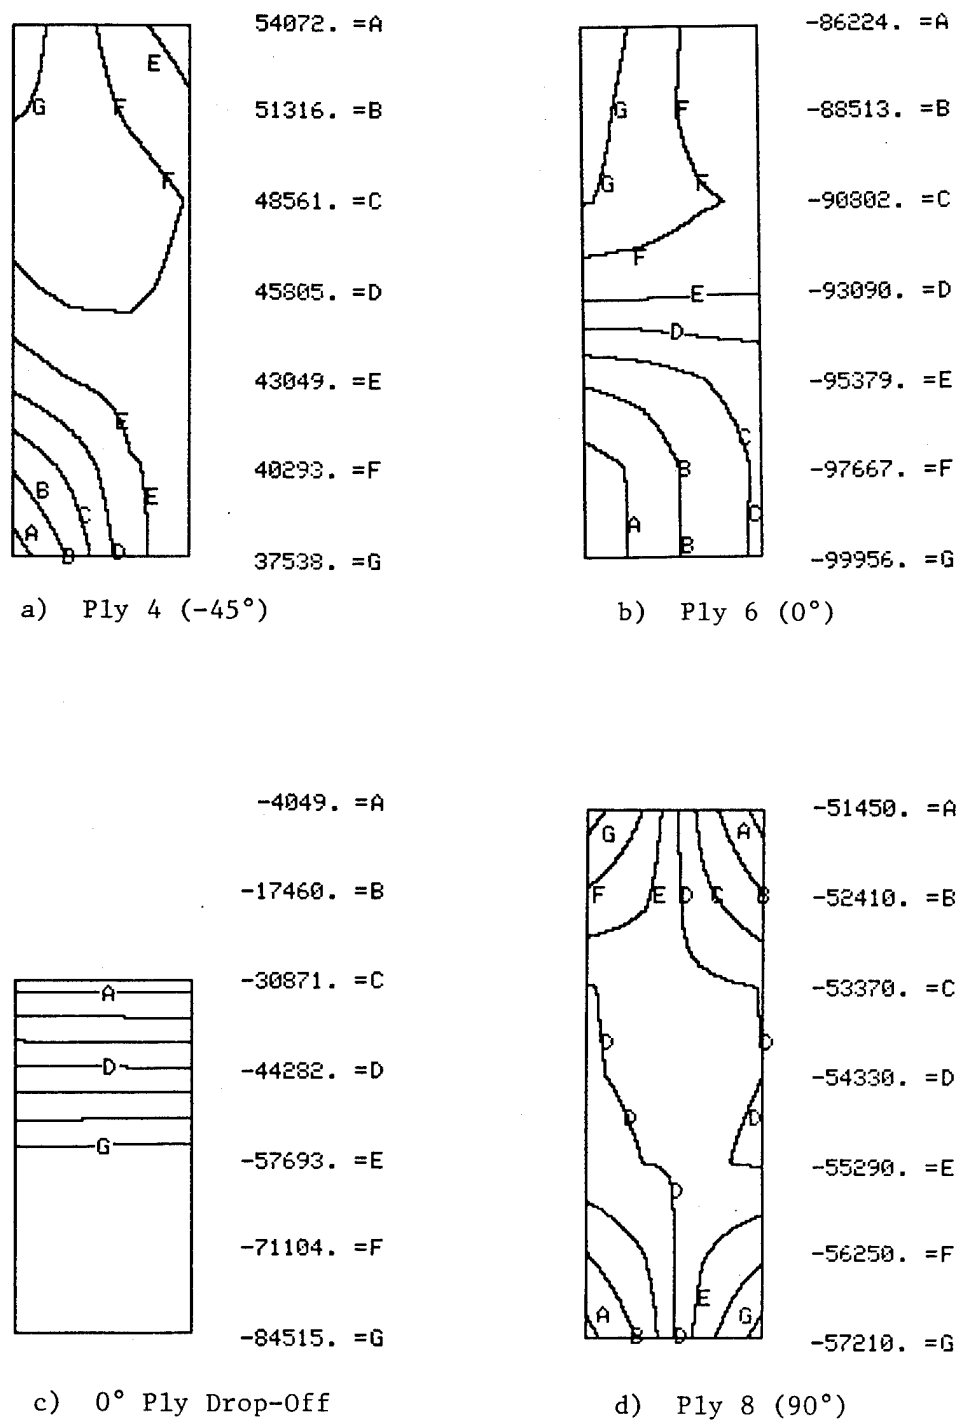 54072. =A
51316. =B
48561. =C
45805. =D
43049. =E
40293. =F
37538. =G
E
G
F
F
E
B
E
C
A
D
D
a) Ply 4 (-45°)
-86224. =A
-88513. =B
-90802. =C
-93090. =D
-95379. =E
-97667. =F
-99956. =G
G
F
G
F
F
E
D
C
B
A
D
B
b) Ply 6 (0°)
-4049. =A
-17460. =B
-30871. =C
-44282. =D
-57693. =E
-71104. =F
-84515. =G
A
D
G
c) 0° Ply Drop-Off
-51450. =A
-52410. =B
-53370. =C
-54330. =D
-55290. =E
-56250. =F
-57210. =G
G
A
F
E
D
C
B
D
D
D
D
D
E
A
G
B
D
d) Ply 8 (90°)